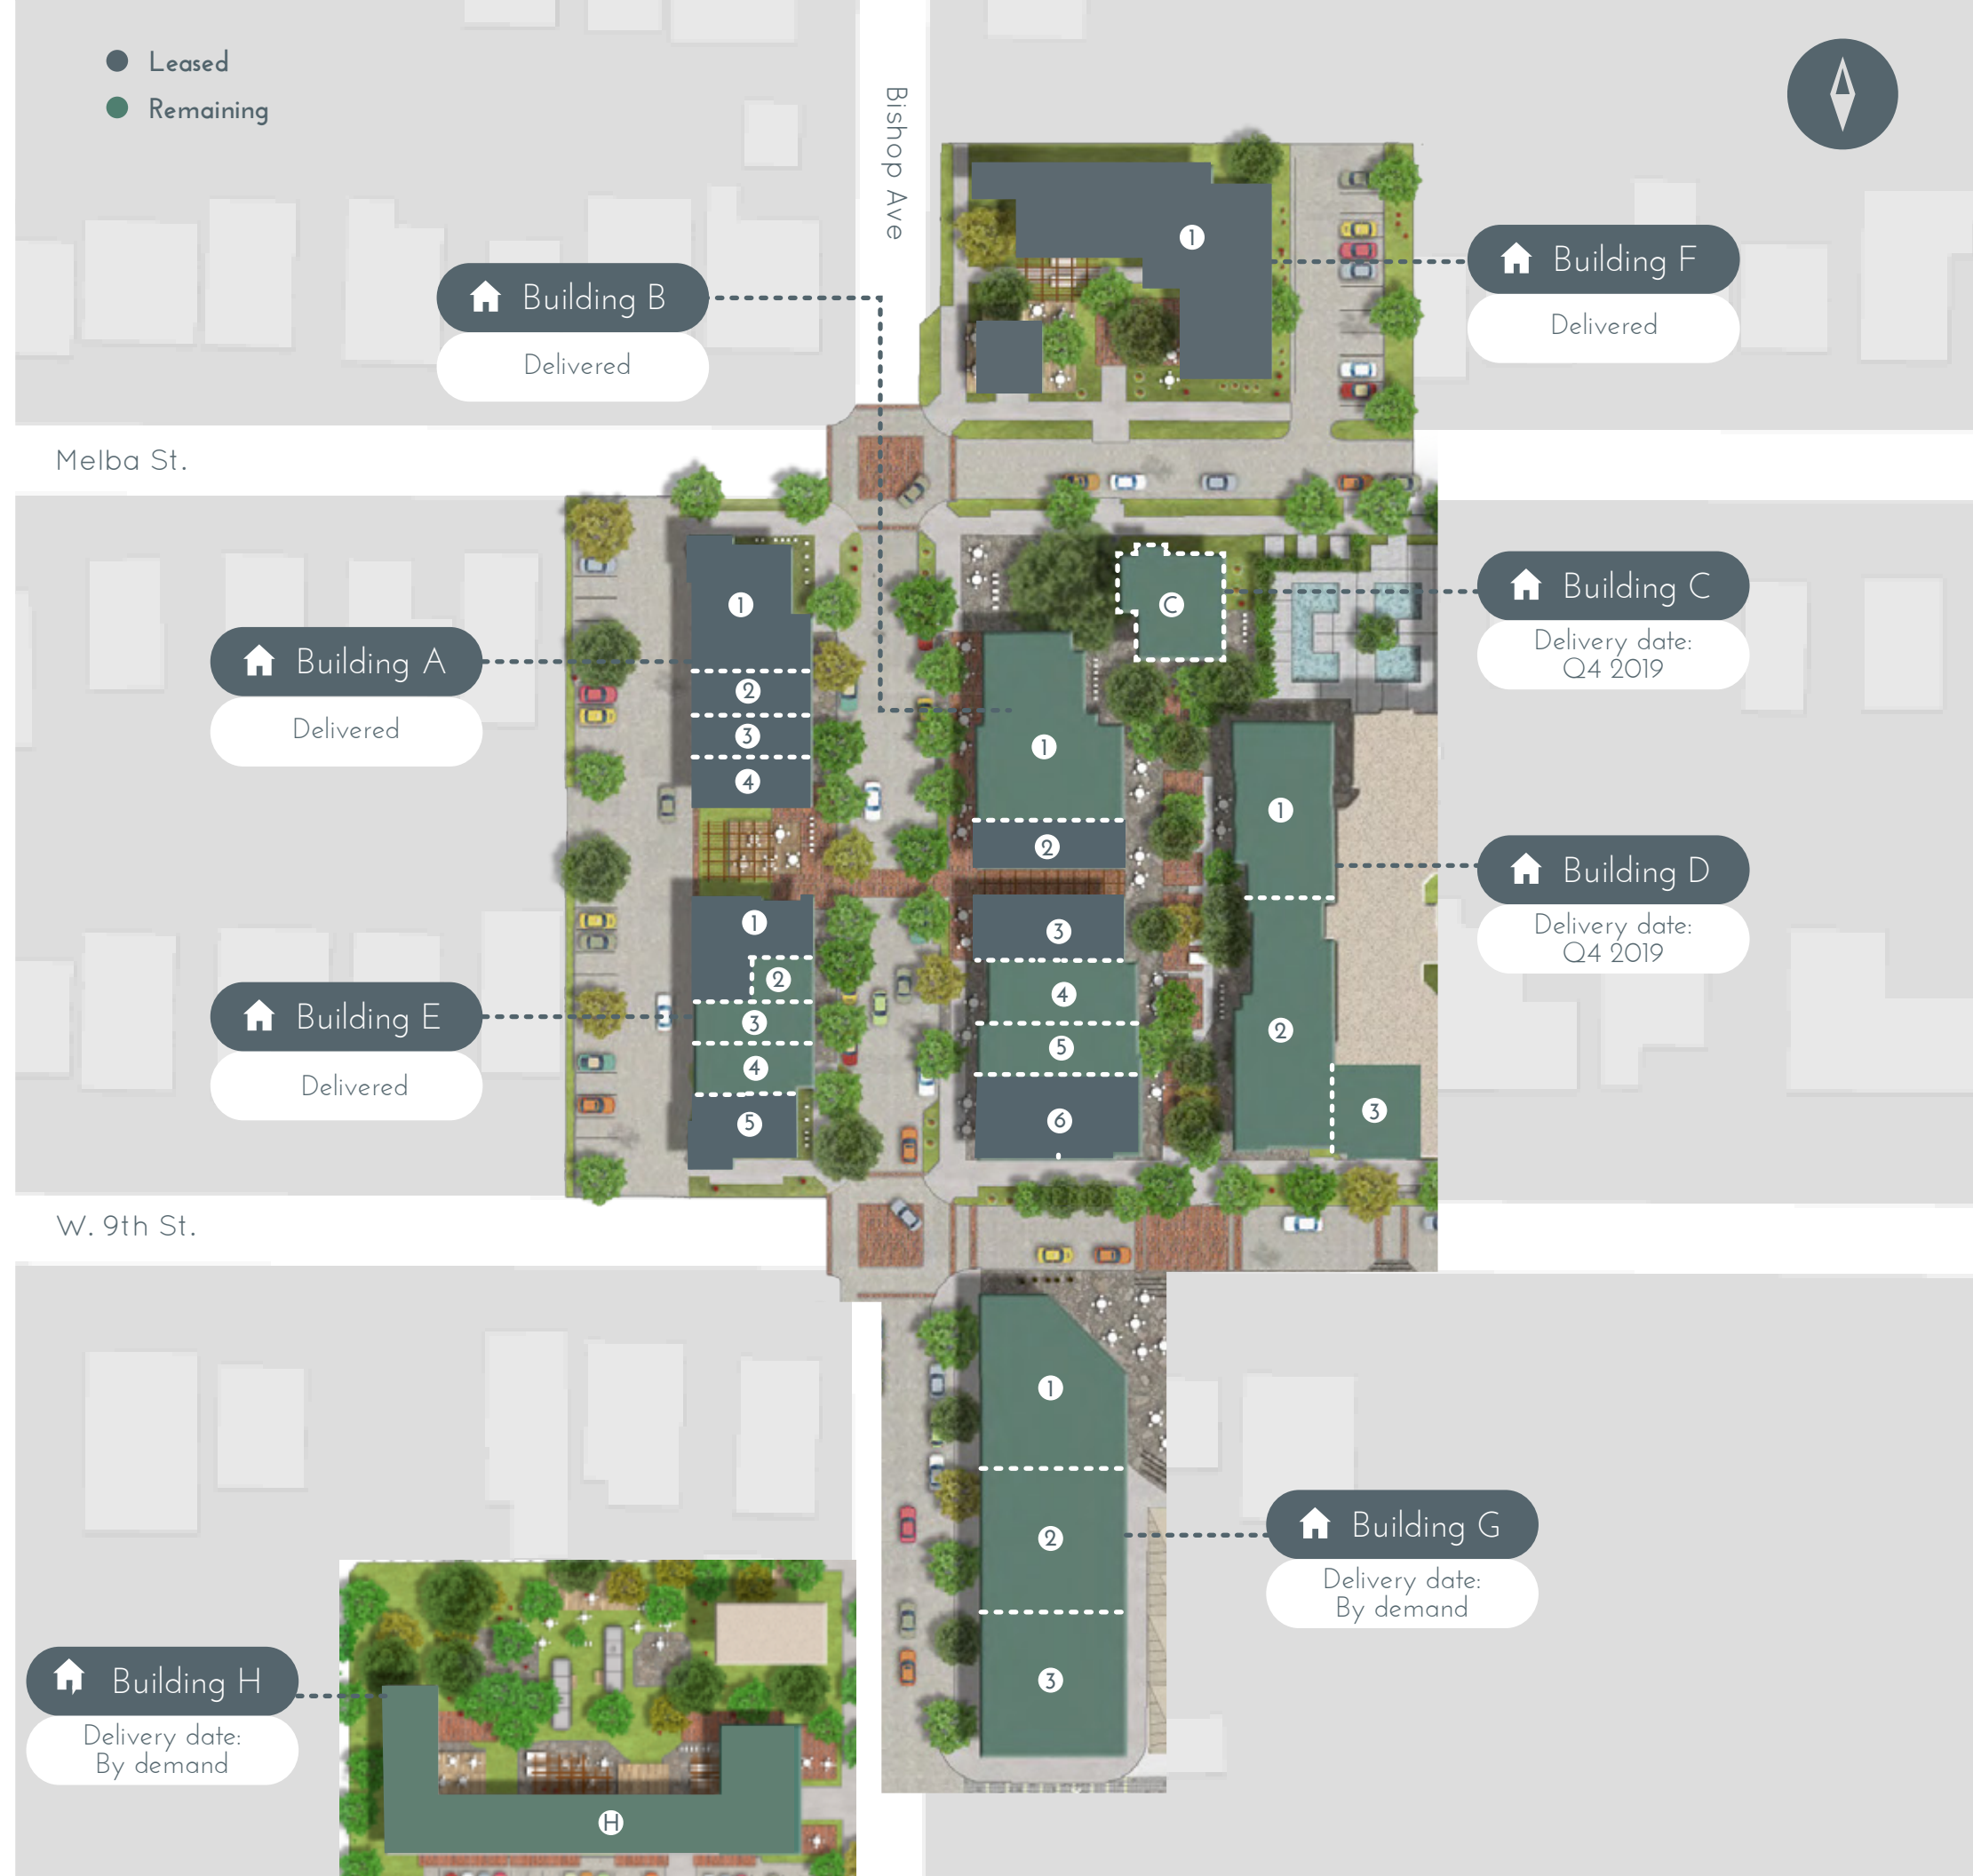 Leased
Remaining
Bishop Ave
1
Building F
Delivered
Building B
Delivered
Melba St.
C
Building C
Delivery date:
Q4 2019
Building A
Delivered
1
2
3
4
1
2
3
4
5
6
1
2
3
Building D
Delivery date:
Q4 2019
1
2
3
4
5
Building E
Delivered
W. 9th St.
1
2
3
Building G
Delivery date:
By demand
Building H
Delivery date:
By demand
H